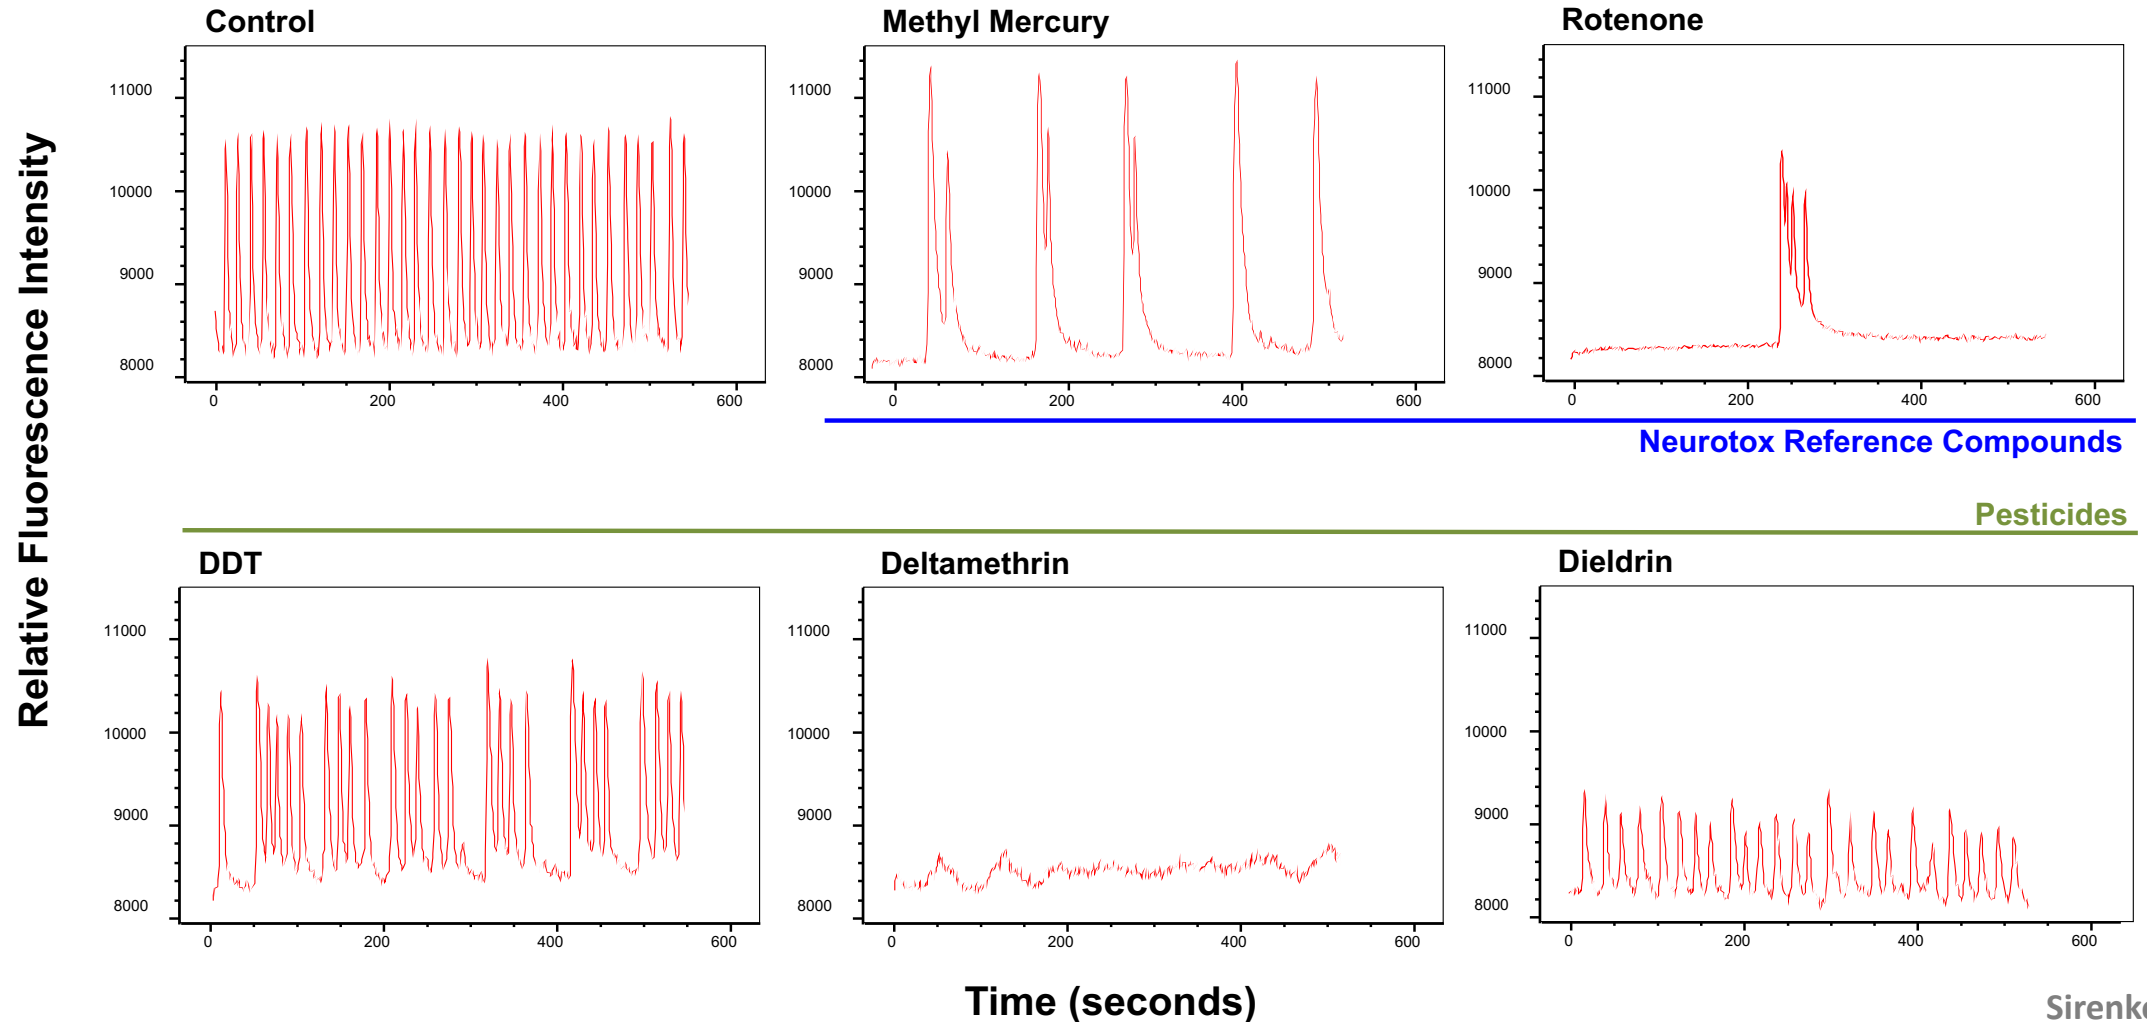 Control
Methyl Mercury
Rotenone
11000
10000
9000
8000
0 200 400 600
11000
10000
9000
8000
0 200 400 600
11000
10000
9000
8000
0 200 400 600
Relative Fluorescence Intensity
Neurotox Reference Compounds
Pesticides
DDT
Deltamethrin
Dieldrin
11000
10000
9000
8000
0 200 400 600
11000
10000
9000
8000
0 200 400 600
11000
10000
9000
8000
0 200 400 600
Time (seconds)